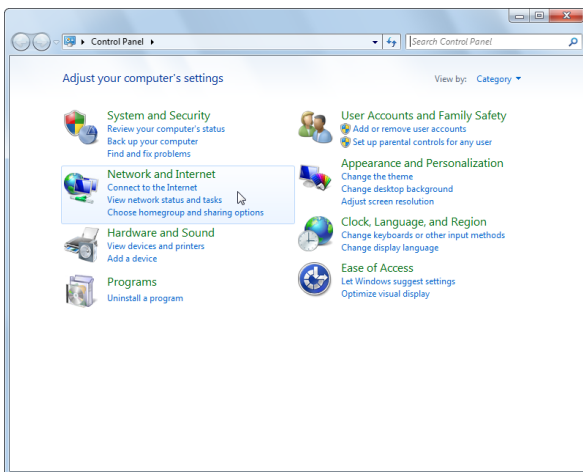 Control Panel
Search Control Panel
Adjust your computer's settings
View by: Category
System and Security
Review your computer's status
Back up your computer
Find and fix problems
Network and Internet
Connect to the Internet
View network status and tasks
Choose homegroup and sharing options
Hardware and Sound
View devices and printers
Add a device
Programs
Uninstall a program
User Accounts and Family Safety
Add or remove user accounts
Set up parental controls for any user
Appearance and Personalization
Change the theme
Change desktop background
Adjust screen resolution
Clock, Language, and Region
Change keyboards or other input methods
Change display language
Ease of Access
Let Windows suggest settings
Optimize visual display